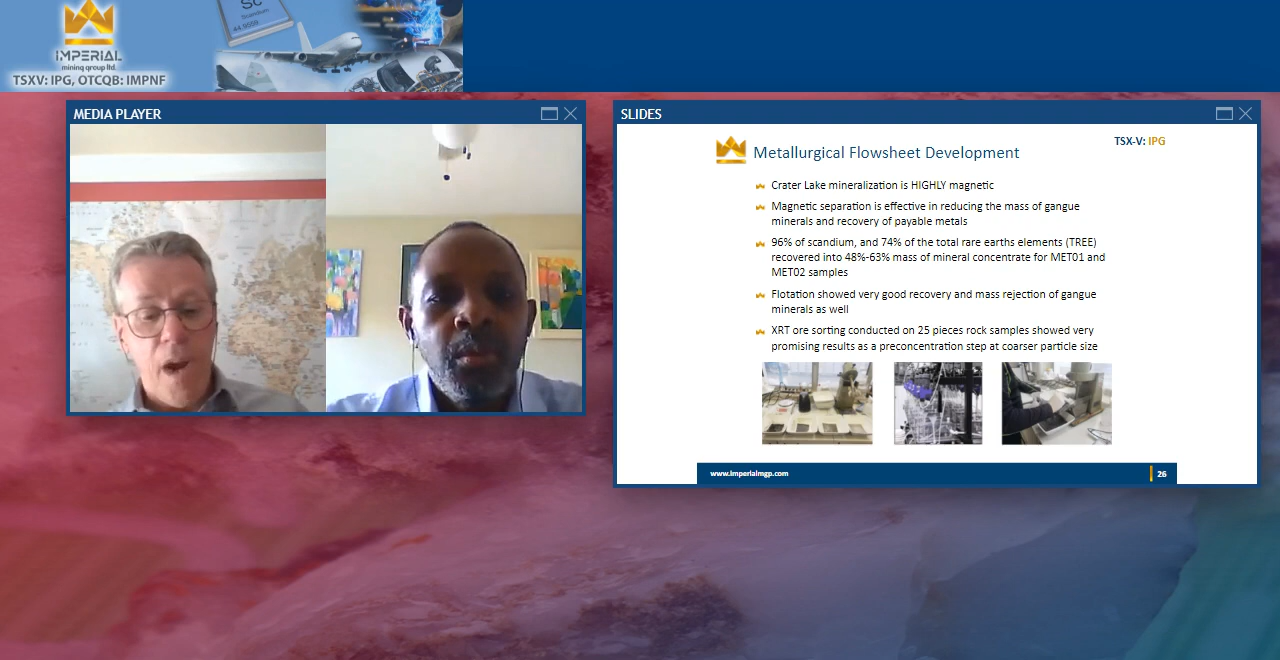 Sc
Scandium
44.9559
IMPERIAL
mining group ltd.
TSXV: IPG, OTCQB: IMPNF
MEDIA PLAYER
SLIDES
TSX-V: IPG
Metallurgical Flowsheet Development
Crater Lake mineralization is HIGHLY magnetic
Magnetic separation is effective in reducing the mass of gangue
minerals and recovery of payable metals
96% of scandium, and 74% of the total rare earths elements (TREE)
recovered into 48%-63% mass of mineral concentrate for MET01 and
MET02 samples
Flotation showed very good recovery and mass rejection of gangue
minerals as well
XRT ore sorting conducted on 25 pieces rock samples showed very
promising results as a preconcentration step at coarser particle size
www.imperialmgp.com
26